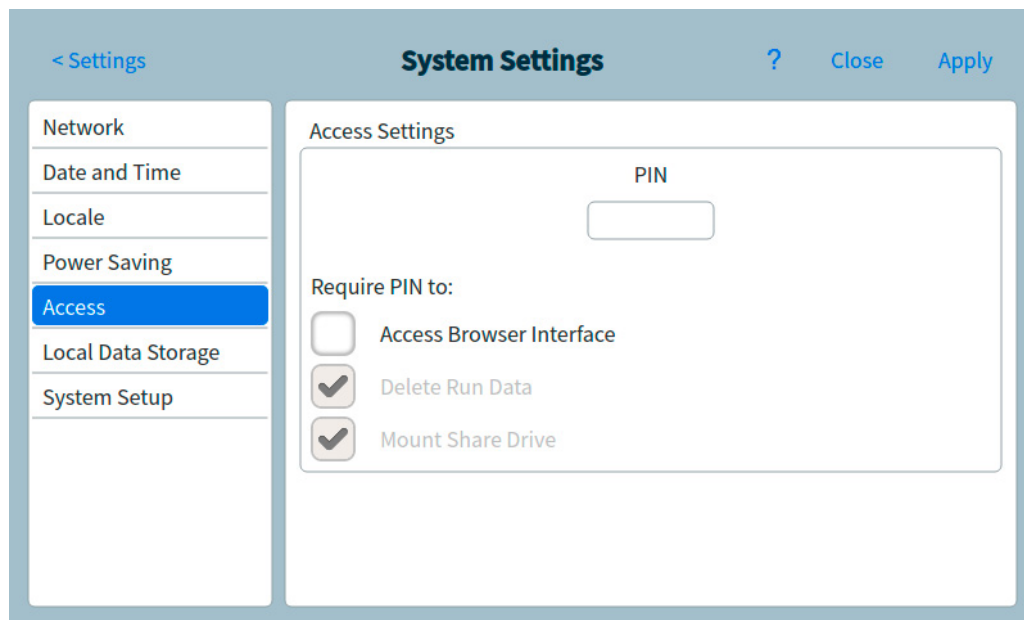 < Settings
System Settings
?
Close
Apply
Network
Date and Time
Locale
Power Saving
Access
Local Data Storage
System Setup
Access Settings
PIN
Require PIN to:
Access Browser Interface
Delete Run Data
Mount Share Drive